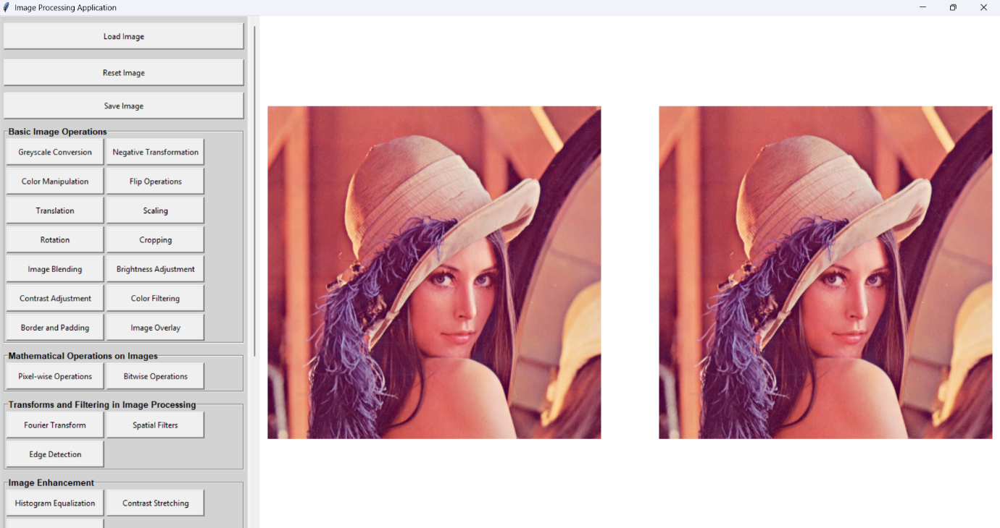 Image Processing Application
Load Image
Reset Image
Save Image
Basic Image Operations
Greyscale Conversion Negative Transformation
Color Manipulation Flip Operations
Translation Scaling
Rotation Cropping
Image Blending Brightness Adjustment
Contrast Adjustment Color Filtering
Border and Padding Image Overlay
Mathematical Operations on Images
Pixel-wise Operations Bitwise Operations
Transforms and Filtering in Image Processing
Fourier Transform Spatial Filters
Edge Detection
Image Enhancement
Histogram Equalization Contrast Stretching